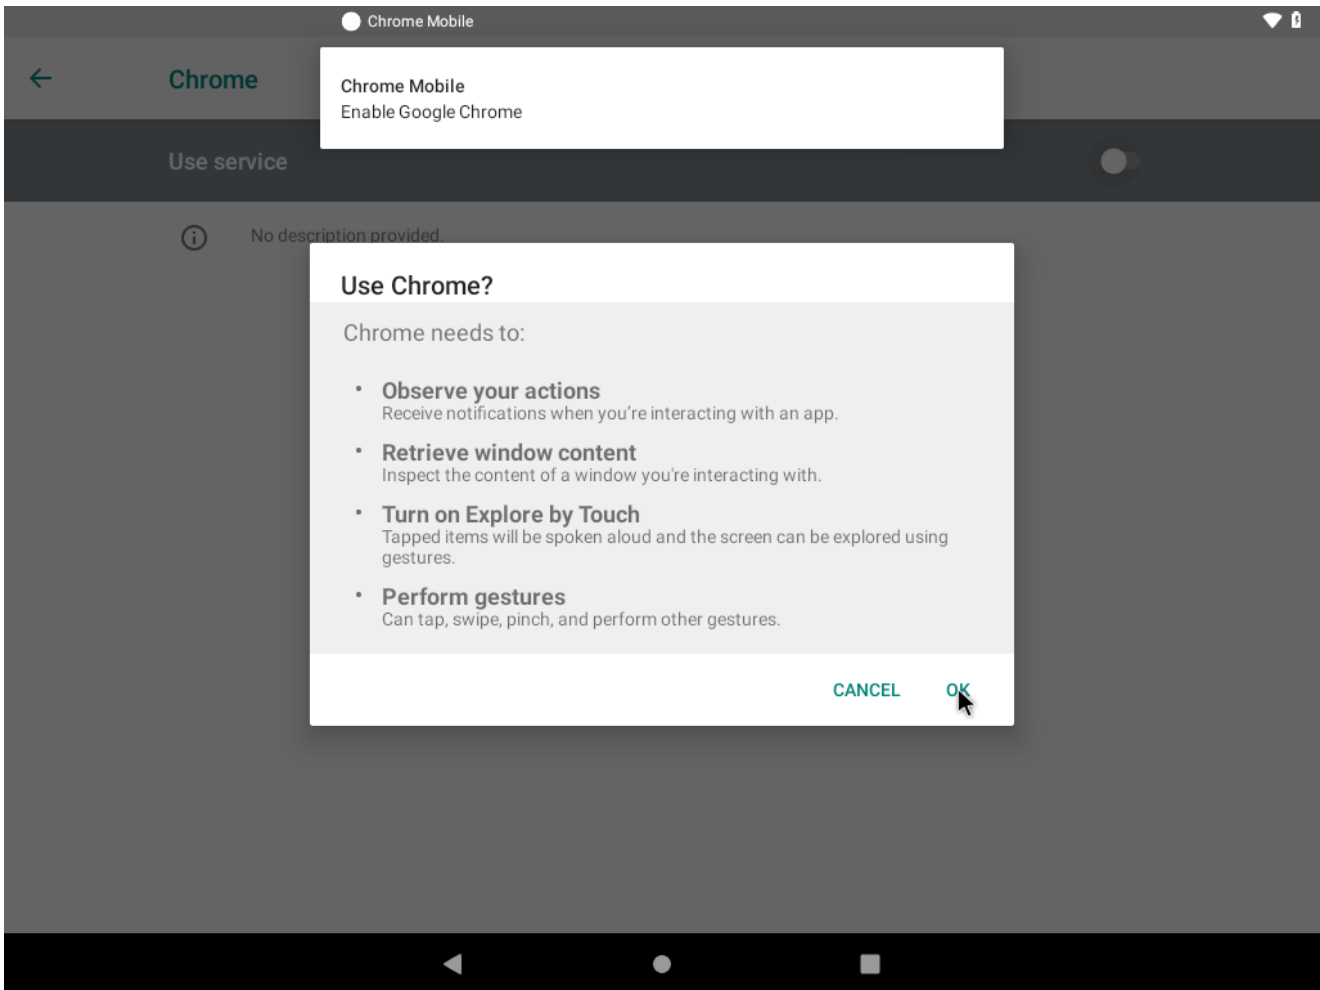 Chrome Mobile
Chrome
Chrome Mobile
Enable Google Chrome
Use service
No description provided.
Use Chrome?
Chrome needs to:
• Observe your actions
Receive notifications when you're interacting with an app.
• Retrieve window content
Inspect the content of a window you're interacting with.
• Turn on Explore by Touch
Tapped items will be spoken aloud and the screen can be explored using
gestures.
• Perform gestures
Can tap, swipe, pinch, and perform other gestures.
CANCEL OK